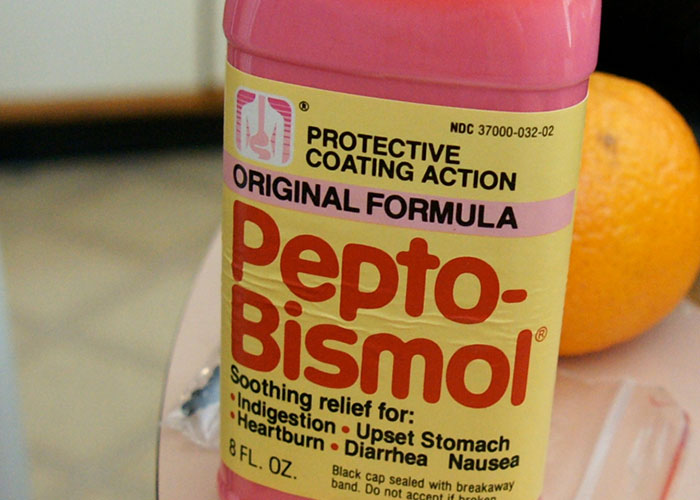 ®
NDC 37000-032-02
PROTECTIVE
COATING ACTION
ORIGINAL FORMULA
Pepto-
Bismol®
Soothing relief for:
• Indigestion • Upset Stomach
• Heartburn • Diarrhea Nausea
8 FL. OZ.
Black cap sealed with breakaway
band. Do not accept if broken